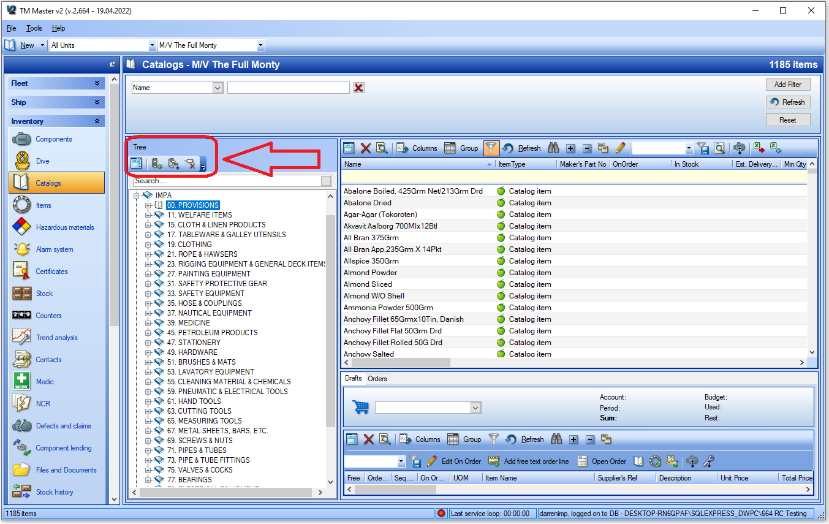 TM Master v2 (v.2.664 - 19.04.2022)
File Tools Help
New All Units M/V The Full Monty
Catalogs - M/V The Full Monty 1185 items
Fleet
Ship
Inventory
Components
Dive
Catalogs
Items
Hazardous materials
Alarm system
Certificates
Stock
Counters
Trend analysis
Contacts
Medic
NCR
Defects and claims
Component lending
Files and Documents
Stock history
Name
Add Filter
Refresh
Reset
Tree
Search
IMPA
00. PROVISIONS
11. WELFARE ITEMS
15. CLOTH & LINEN PRODUCTS
17. TABLEWARE & GALLEY UTENSILS
19. CLOTHING
21. ROPE & HAWSERS
23. RIGGING EQUIPMENT & GENERAL DECK ITEMS
27. PAINTING EQUIPMENT
31. SAFETY PROTECTIVE GEAR
33. SAFETY EQUIPMENT
35. HOSE & COUPLINGS
37. NAUTICAL EQUIPMENT
39. MEDICINE
45. PETROLEUM PRODUCTS
47. STATIONERY
49. HARDWARE
51. BRUSHES & MATS
53. LAVATORY EQUIPMENT
55. CLEANING MATERIAL & CHEMICALS
59. PNEUMATIC & ELECTRICAL TOOLS
61. HAND TOOLS
63. CUTTING TOOLS
65. MEASURING TOOLS
67. METAL SHEETS, BARS, ETC.
69. SCREWS & NUTS
71. PIPES & TUBES
73. PIPE & TUBE FITTINGS
75. VALVES & COCKS
77. BEARINGS
Columns Group Refresh
Name ItemType Maker's Part No OnOrder In Stock Est. Delivery... Min Qty
Abalone Boiled, 425Grm Net/213Grm Drd Catalog item
Abalone Dried Catalog item
Agar-Agar (Tokoroten) Catalog item
Akvavit Aalborg 700Mlx12Btl Catalog item
All Bran 375Grm Catalog item
All Bran App.235Grm X 14Pkt Catalog item
Allspice 350Grm Catalog item
Almond Powder Catalog item
Almond Sliced Catalog item
Almond W/O Shell Catalog item
Ammonia Powder 500Grm Catalog item
Anchovy Fillet 65Grmx10Tin, Danish Catalog item
Anchovy Fillet Flat 50Grm Drd Catalog item
Anchovy Fillet Rolled 50G Drd Catalog item
Anchovy Salted Catalog item
Drafts Orders
Account: Budget:
Period: Used:
Sum: Rest:
Columns Group Refresh
Edit On Order Add free text order line Open Order
Free Orde... Seq.... On Or... UOM Item Name Supplier's Ref Description Unit Price Total Price
1185 items Last service loop: 00:00:00 darrenimp, logged on to DB - DESKTOP-RN6QPAF\SQLEXPRESS_DWPC\664 RC Testing